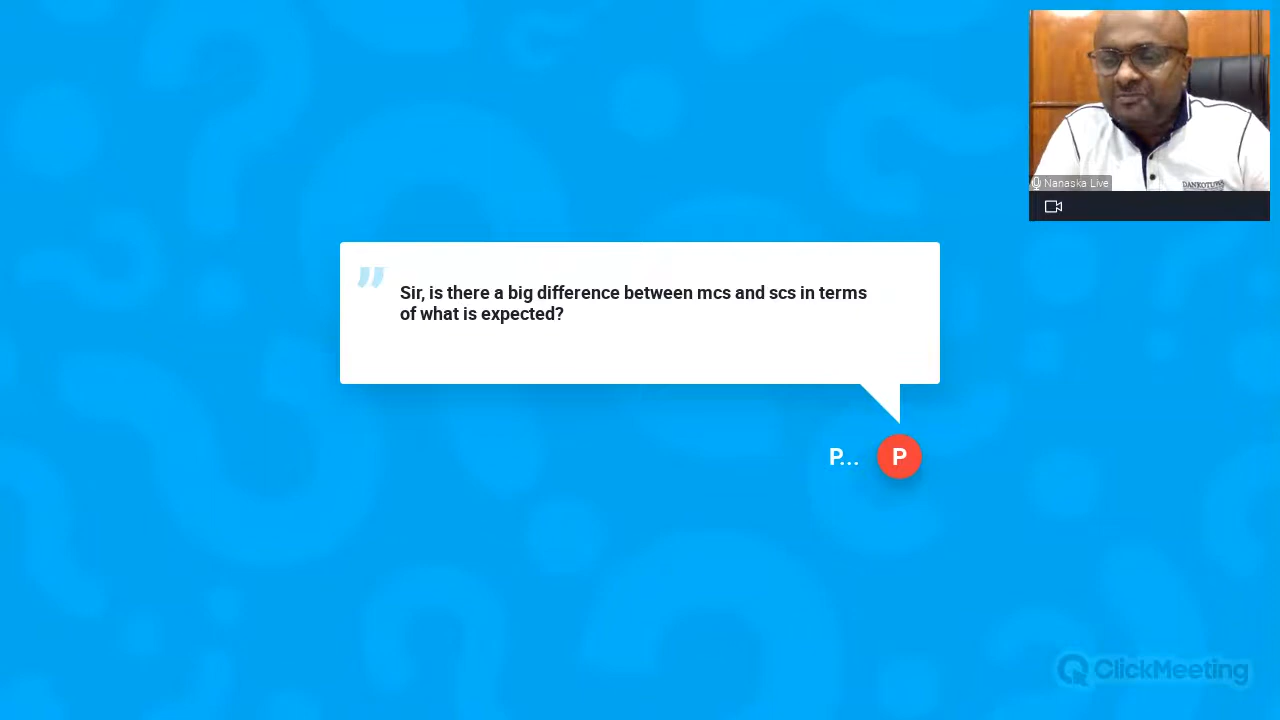 Nanaska Live
"
Sir, is there a big difference between mcs and scs in terms
of what is expected?
P...
P
ClickMeeting